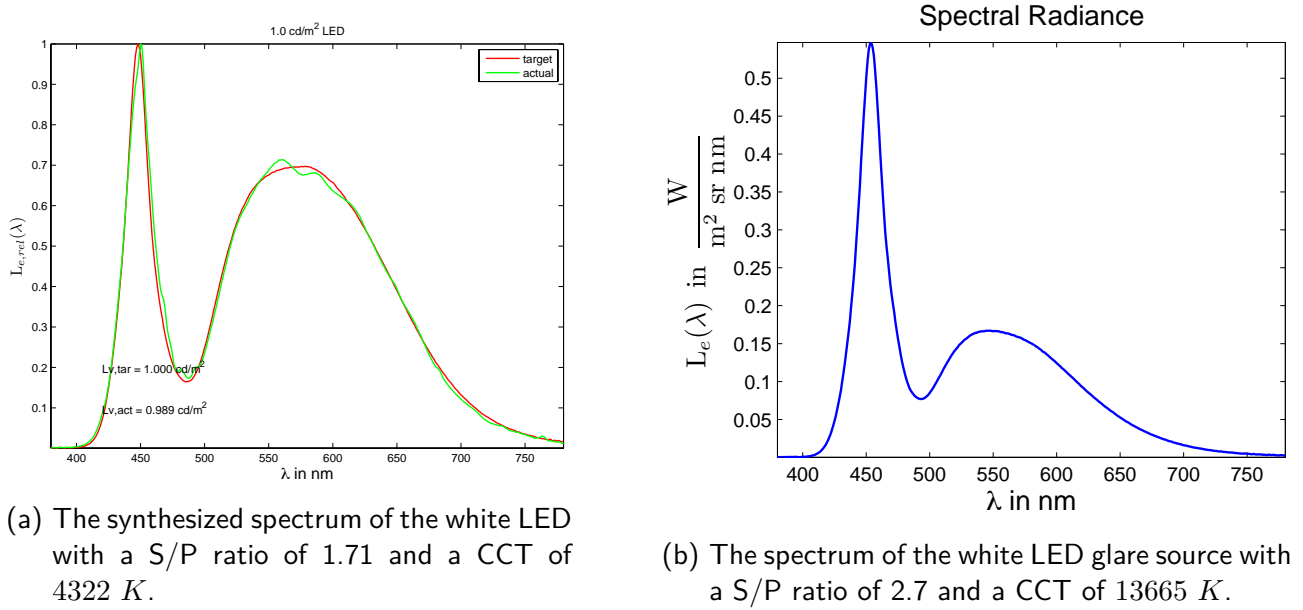 1.0 cd/m² LED
target
actual
1
0.9
0.8
0.7
0.6
0.5
0.4
0.3
0.2
0.1
L_{e,rel}(λ)
Lv,tar = 1.000 cd/m²
Lv,act = 0.989 cd/m²
400 450 500 550 600 650 700 750
λ in nm
(a) The synthesized spectrum of the white LED
with a S/P ratio of 1.71 and a CCT of
4322 K.
Spectral Radiance
0.5
0.45
0.4
0.35
0.3
0.25
0.2
0.15
0.1
0.05
L_e(λ) in W / m² sr nm
400 450 500 550 600 650 700 750
λ in nm
(b) The spectrum of the white LED glare source with
a S/P ratio of 2.7 and a CCT of 13665 K.